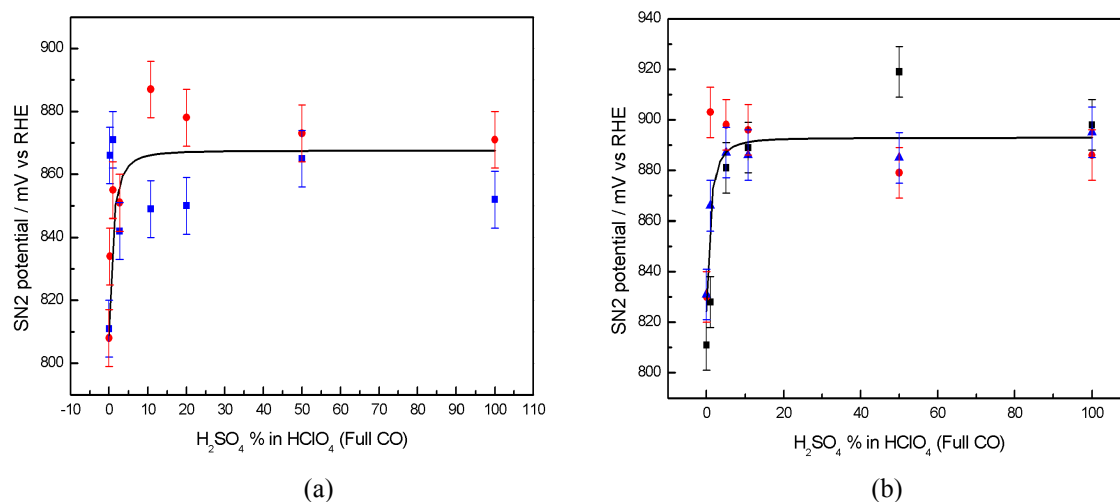 SN2 potential / mV vs RHE
900
880
860
840
820
800
-10 0 10 20 30 40 50 60 70 80 90 100 110
H₂SO₄ % in HClO₄ (Full CO)
(a)
SN2 potential / mV vs RHE
940
920
900
880
860
840
820
800
0 20 40 60 80 100
H₂SO₄ % in HClO₄ (Full CO)
(b)